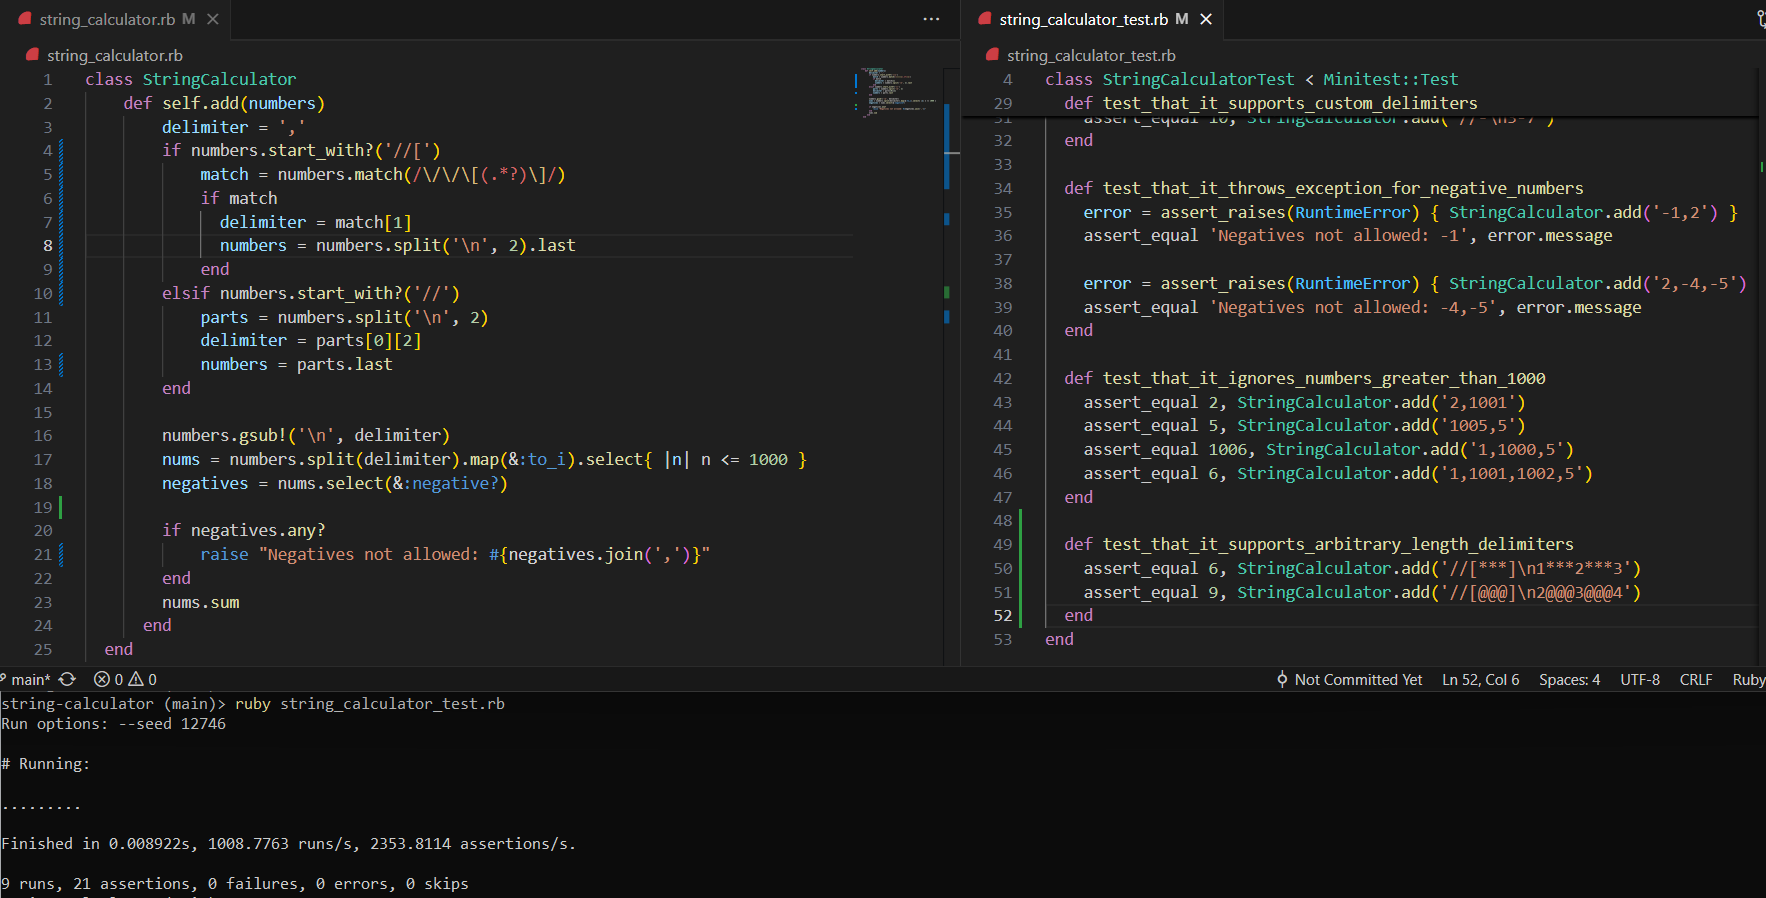 string_calculator.rb M
string_calculator.rb
1 class StringCalculator
2 def self.add(numbers)
3 delimiter = ','
4 if numbers.start_with?('//[')
5 match = numbers.match(/\/\/\[(.*?)\]/)
6 if match
7 delimiter = match[1]
8 numbers = numbers.split('\n', 2).last
9 end
10 elsif numbers.start_with?('//')
11 parts = numbers.split('\n', 2)
12 delimiter = parts[0][2]
13 numbers = parts.last
14 end
15
16 numbers.gsub!('\n', delimiter)
17 nums = numbers.split(delimiter).map(&:to_i).select{ |n| n <= 1000 }
18 negatives = nums.select(&:negative?)
19
20 if negatives.any?
21 raise "Negatives not allowed: #{negatives.join(',')}"
22 end
23 nums.sum
24 end
25 end
string_calculator_test.rb M
string_calculator_test.rb
4 class StringCalculatorTest < Minitest::Test
29 def test_that_it_supports_custom_delimiters
31 assert_equal 10, StringCalculator.add('//-\n3-7')
32 end
33
34 def test_that_it_throws_exception_for_negative_numbers
35 error = assert_raises(RuntimeError) { StringCalculator.add('-1,2') }
36 assert_equal 'Negatives not allowed: -1', error.message
37
38 error = assert_raises(RuntimeError) { StringCalculator.add('2,-4,-5')
39 assert_equal 'Negatives not allowed: -4,-5', error.message
40 end
41
42 def test_that_it_ignores_numbers_greater_than_1000
43 assert_equal 2, StringCalculator.add('2,1001')
44 assert_equal 5, StringCalculator.add('1005,5')
45 assert_equal 1006, StringCalculator.add('1,1000,5')
46 assert_equal 6, StringCalculator.add('1,1001,1002,5')
47 end
48
49 def test_that_it_supports_arbitrary_length_delimiters
50 assert_equal 6, StringCalculator.add('//[***]\n1***2***3')
51 assert_equal 9, StringCalculator.add('//[@@@]\n2@@@3@@@4')
52 end
53 end
main* 0 0 Not Committed Yet Ln 52, Col 6 Spaces: 4 UTF-8 CRLF Ruby
string-calculator (main)> ruby string_calculator_test.rb
Run options: --seed 12746
# Running:
.........
Finished in 0.008922s, 1008.7763 runs/s, 2353.8114 assertions/s.
9 runs, 21 assertions, 0 failures, 0 errors, 0 skips